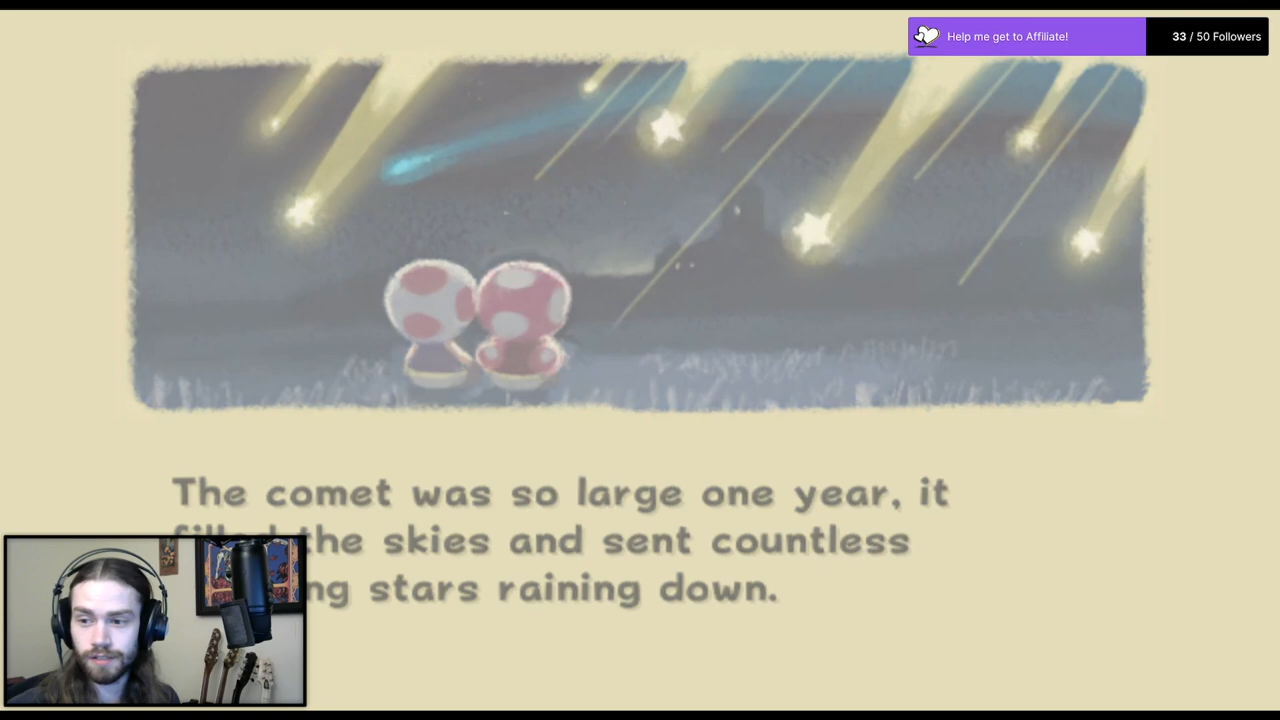 Help me get to Affiliate!
33 / 50 Followers
The comet was so large one year, it
the skies and sent countless
stars raining down.